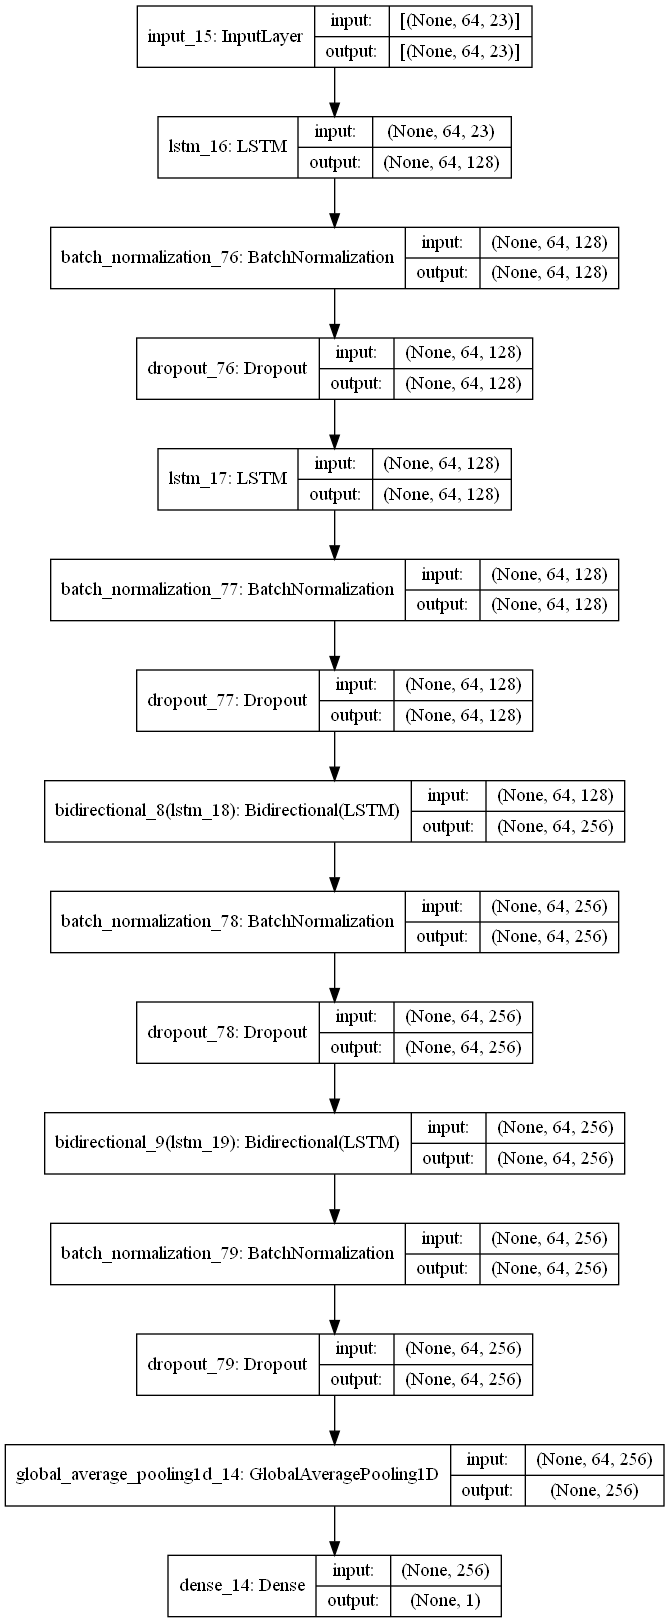 input_15: InputLayer
input: [(None, 64, 23)]
output: [(None, 64, 23)]
lstm_16: LSTM
input: (None, 64, 23)
output: (None, 64, 128)
batch_normalization_76: BatchNormalization
input: (None, 64, 128)
output: (None, 64, 128)
dropout_76: Dropout
input: (None, 64, 128)
output: (None, 64, 128)
lstm_17: LSTM
input: (None, 64, 128)
output: (None, 64, 128)
batch_normalization_77: BatchNormalization
input: (None, 64, 128)
output: (None, 64, 128)
dropout_77: Dropout
input: (None, 64, 128)
output: (None, 64, 128)
bidirectional_8(lstm_18): Bidirectional(LSTM)
input: (None, 64, 128)
output: (None, 64, 256)
batch_normalization_78: BatchNormalization
input: (None, 64, 256)
output: (None, 64, 256)
dropout_78: Dropout
input: (None, 64, 256)
output: (None, 64, 256)
bidirectional_9(lstm_19): Bidirectional(LSTM)
input: (None, 64, 256)
output: (None, 64, 256)
batch_normalization_79: BatchNormalization
input: (None, 64, 256)
output: (None, 64, 256)
dropout_79: Dropout
input: (None, 64, 256)
output: (None, 64, 256)
global_average_pooling1d_14: GlobalAveragePooling1D
input: (None, 64, 256)
output: (None, 256)
dense_14: Dense
input: (None, 256)
output: (None, 1)